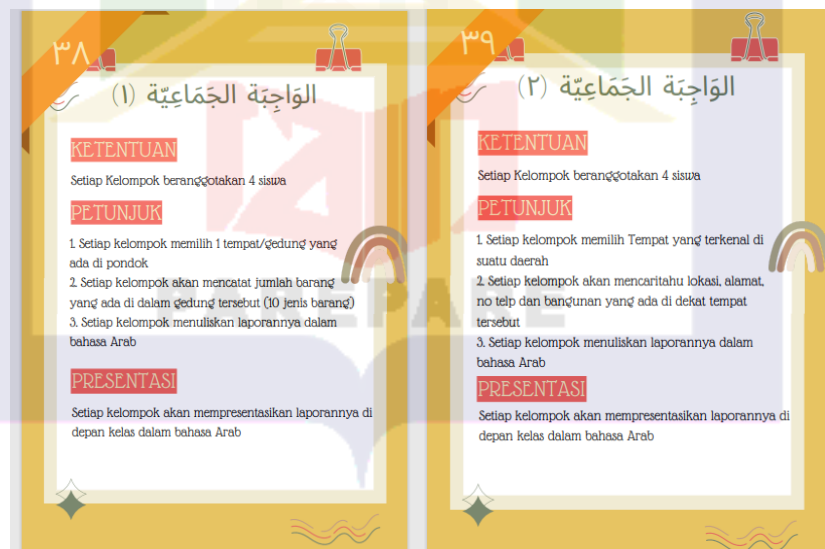 ٣٨
الوَاجِبَة الجَمَاعِيّة (١)
KETENTUAN
Setiap Kelompok beranggotakan 4 siswa
PETUNJUK
1. Setiap kelompok memilih 1 tempat/gedung yang
ada di pondok
2. Setiap kelompok akan mencatat jumlah barang
yang ada di dalam gedung tersebut (10 jenis barang)
3. Setiap kelompok menuliskan laporannya dalam
bahasa Arab
PRESENTASI
Setiap kelompok akan mempresentasikan laporannya di
depan kelas dalam bahasa Arab
٣٩
الوَاجِبَة الجَمَاعِيّة (٢)
KETENTUAN
Setiap Kelompok beranggotakan 4 siswa
PETUNJUK
1. Setiap kelompok memilih Tempat yang terkenal di
suatu daerah
2. Setiap kelompok akan mencaritahu lokasi, alamat,
no telp dan bangunan yang ada di dekat tempat
tersebut
3. Setiap kelompok menuliskan laporannya dalam
bahasa Arab
PRESENTASI
Setiap kelompok akan mempresentasikan laporannya di
depan kelas dalam bahasa Arab
PAREPARE